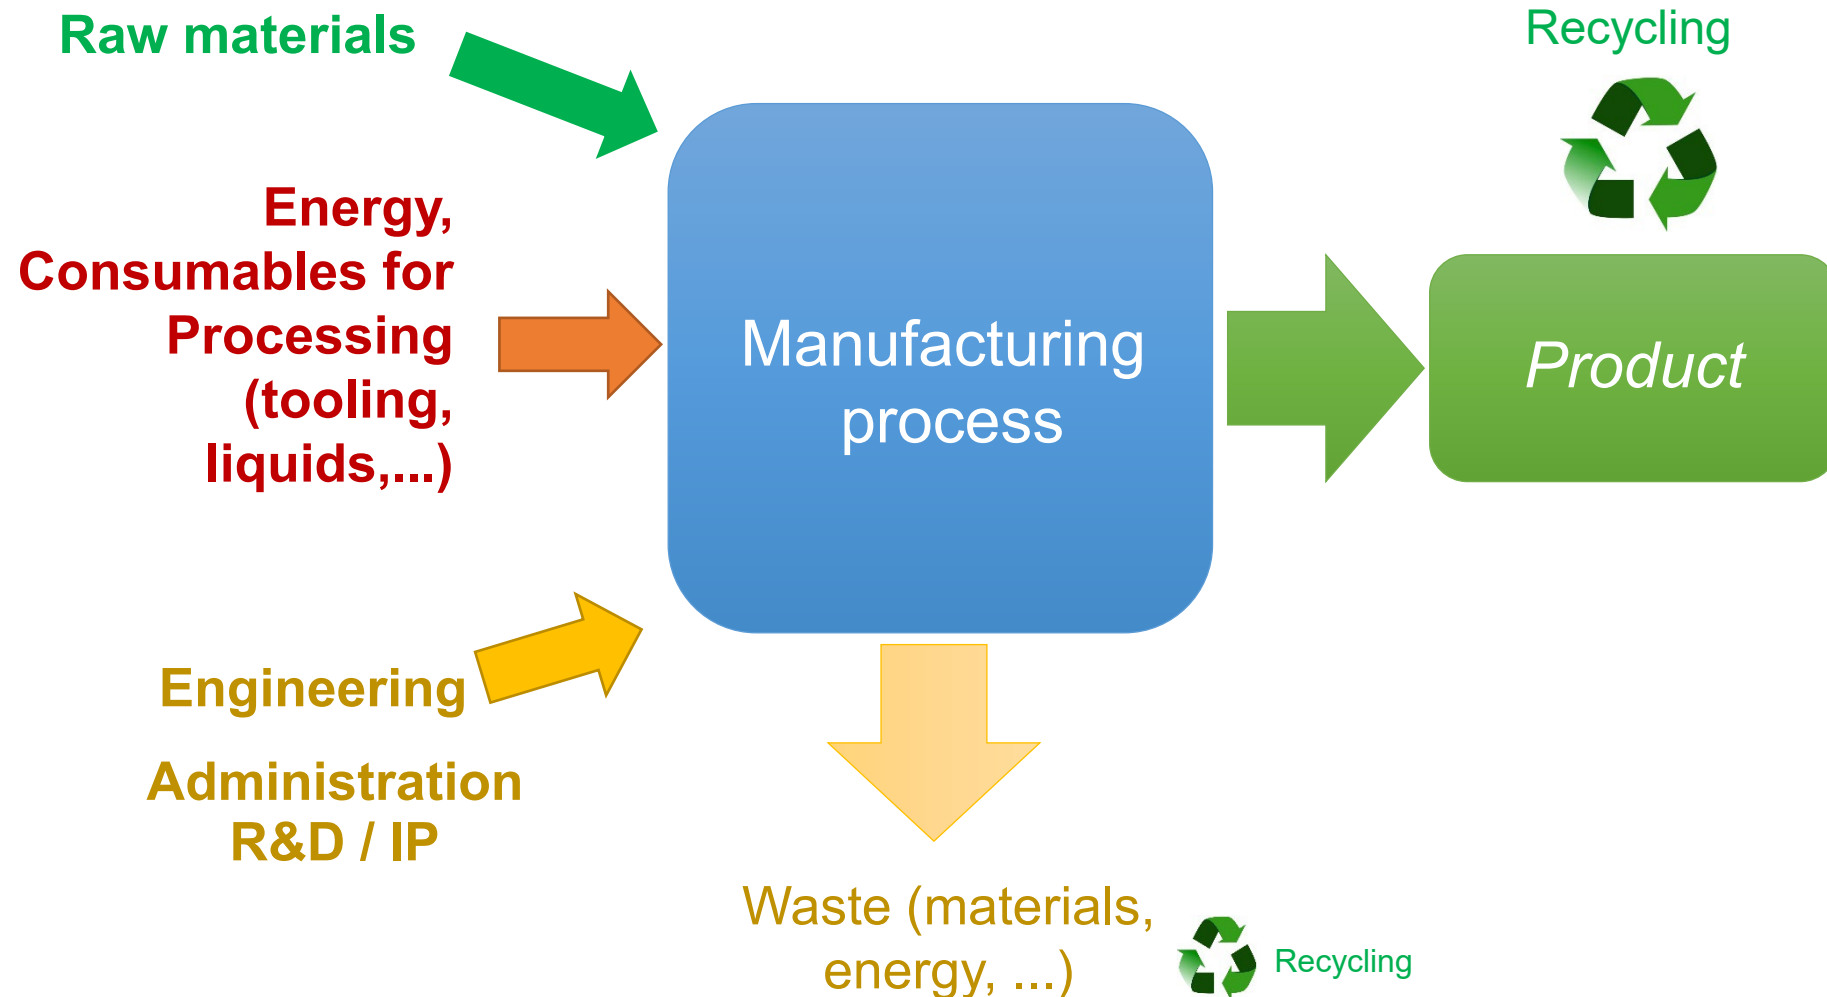 Raw materials
Energy,
Consumables for
Processing
(tooling,
liquids,...)
Engineering
Administration
R&D / IP
Manufacturing
process
Recycling
Product
Waste (materials,
energy, ...)
Recycling